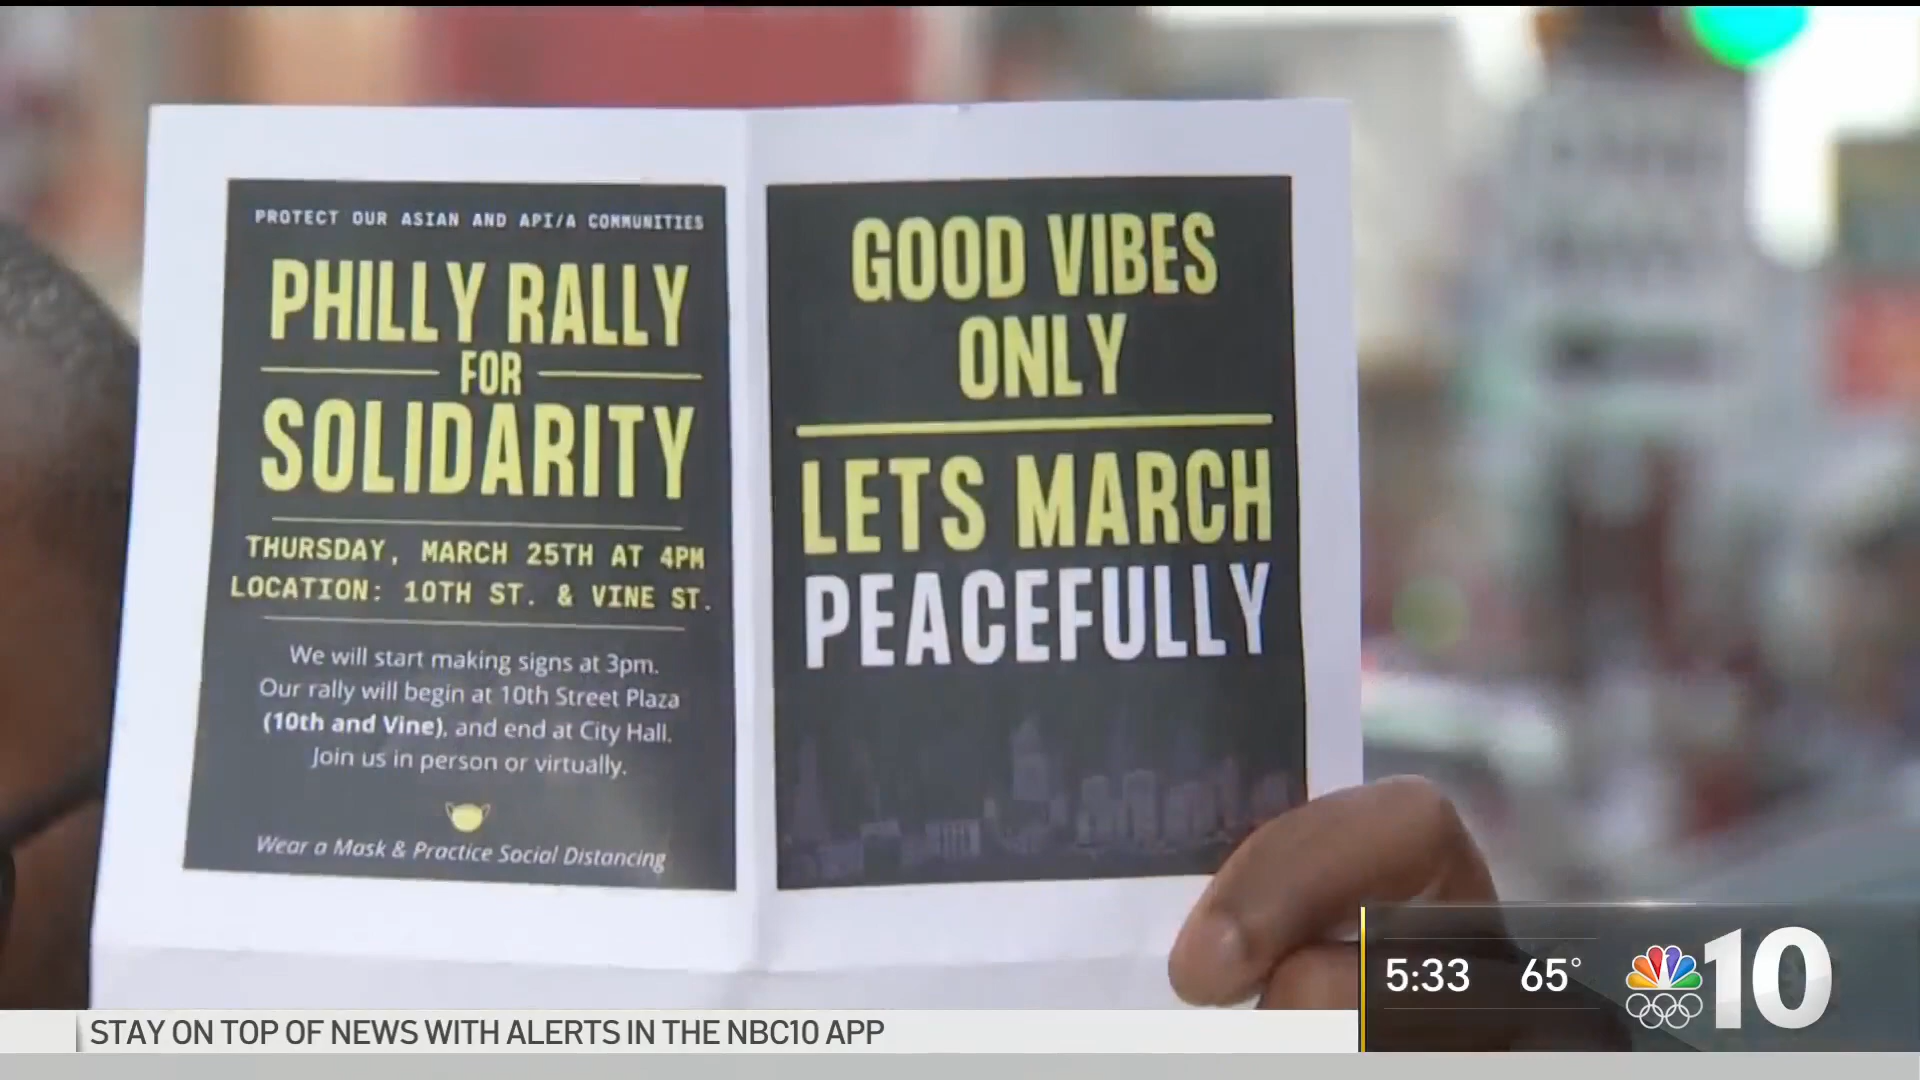 PROTECT OUR ASIAN AND API/A COMMUNITIES
PHILLY RALLY
FOR
SOLIDARITY
THURSDAY, MARCH 25TH AT 4PM
LOCATION: 10TH ST. & VINE ST.
We will start making signs at 3pm.
Our rally will begin at 10th Street Plaza
(10th and Vine), and end at City Hall.
Join us in person or virtually.
Wear a Mask & Practice Social Distancing
GOOD VIBES
ONLY
LETS MARCH
PEACEFULLY
5:33 65° 10
STAY ON TOP OF NEWS WITH ALERTS IN THE NBC10 APP